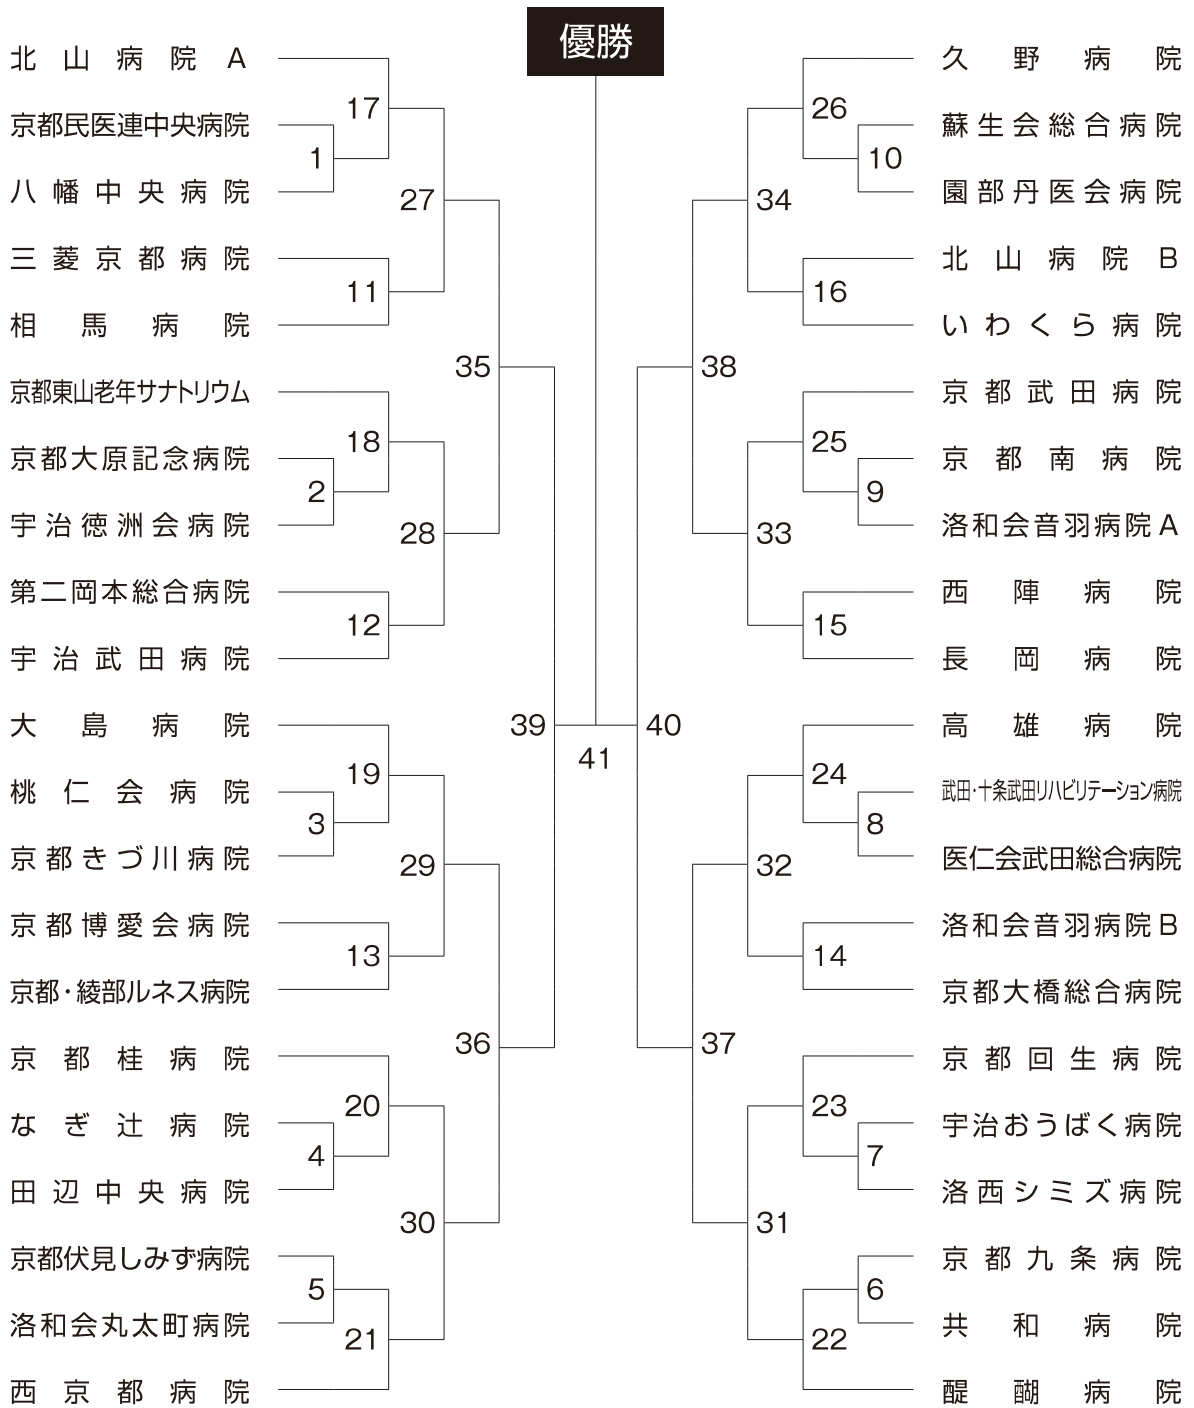 優勝
北山病院A
京都民医連中央病院
八幡中央病院
三菱京都病院
相馬病院
京都東山老年サナトリウム
京都大原記念病院
宇治徳洲会病院
第二岡本総合病院
宇治武田病院
大島病院
桃仁会病院
京都きづ川病院
京都博愛会病院
京都・綾部ルネス病院
京都桂病院
なぎ辻病院
田辺中央病院
京都伏見しみず病院
洛和会丸太町病院
西京都病院
17
1
27
11
35
18
2
28
12
39
19
3
29
13
36
20
4
30
5
21
41
40
26
10
34
16
38
25
9
33
15
24
8
32
14
37
23
7
31
6
22
久野病院
蘇生会総合病院
園部丹医会病院
北山病院B
いわくら病院
京都武田病院
京都南病院
洛和会音羽病院A
西陣病院
長岡病院
高雄病院
武田・十条武田リハビリテーション病院
医仁会武田総合病院
洛和会音羽病院B
京都大橋総合病院
京都回生病院
宇治おうばく病院
洛西シミズ病院
京都九条病院
共和病院
醍醐病院